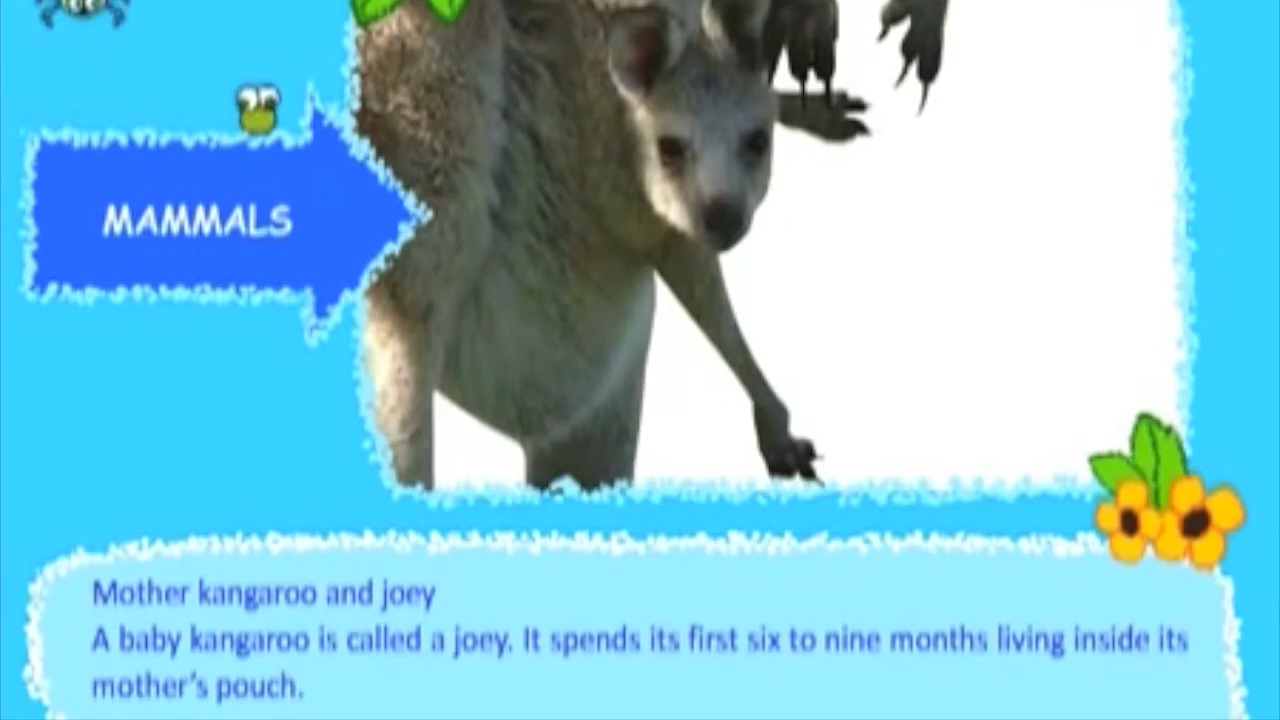 MAMMALS
Mother kangaroo and joey
A baby kangaroo is called a joey. It spends its first six to nine months living inside its
mother's pouch.